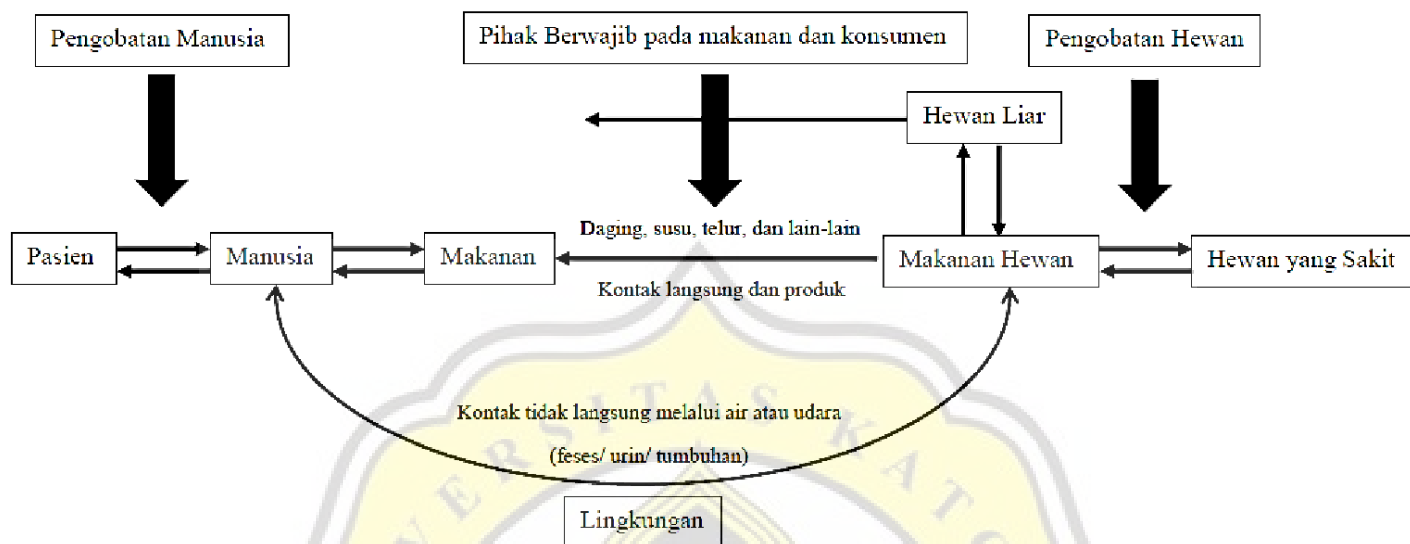 Pengobatan Manusia
Pihak Berwajib pada makanan dan konsumen
Pengobatan Hewan
Hewan Liar
Daging, susu, telur, dan lain-lain
Pasien
Manusia
Makanan
Makanan Hewan
Hewan yang Sakit
Kontak langsung dan produk
Kontak tidak langsung melalui air atau udara
(feses/ urin/ tumbuhan)
Lingkungan
VERSITAS KATO